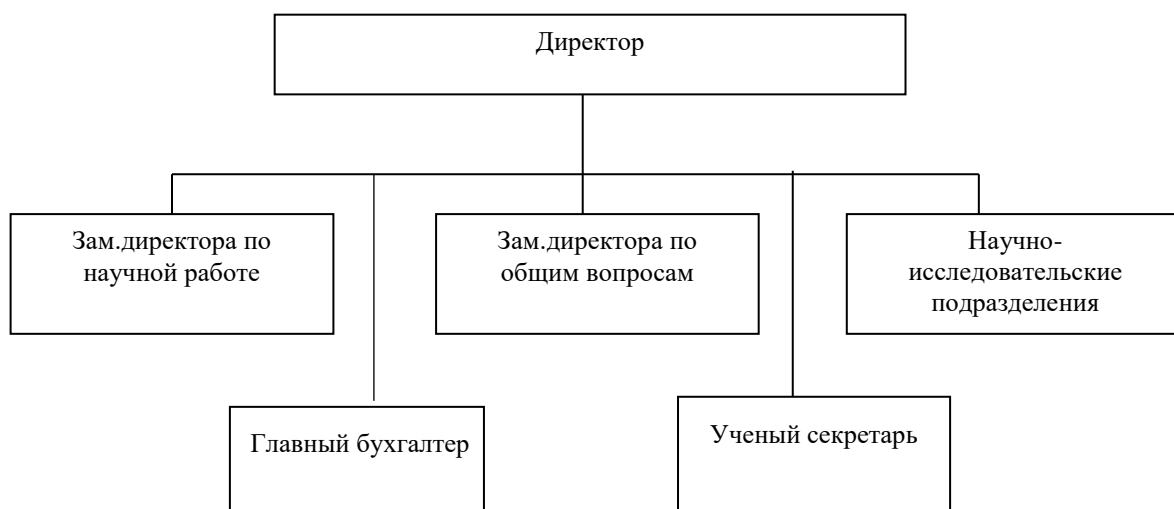 Директор
Зам.директора по
научной работе
Зам.директора по
общим вопросам
Научно-
исследовательские
подразделения
Главный бухгалтер
Ученый секретарь